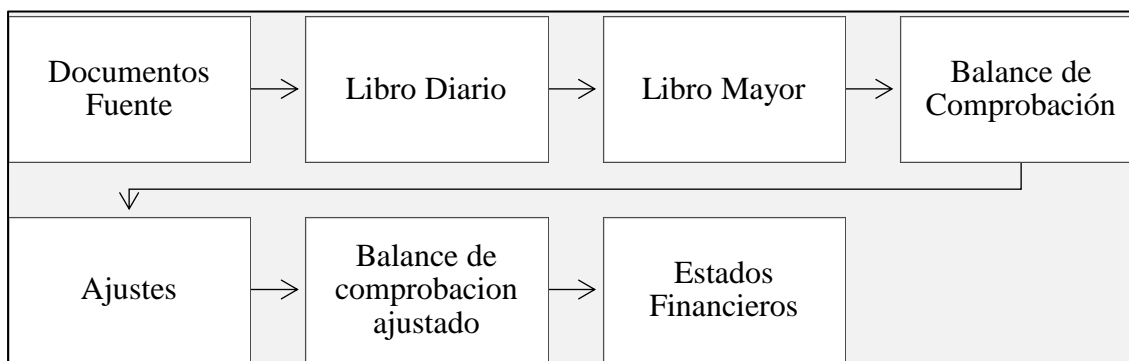 Documentos
Fuente
Libro Diario
Libro Mayor
Balance de
Comprobación
Ajustes
Balance de
comprobacion
ajustado
Estados
Financieros